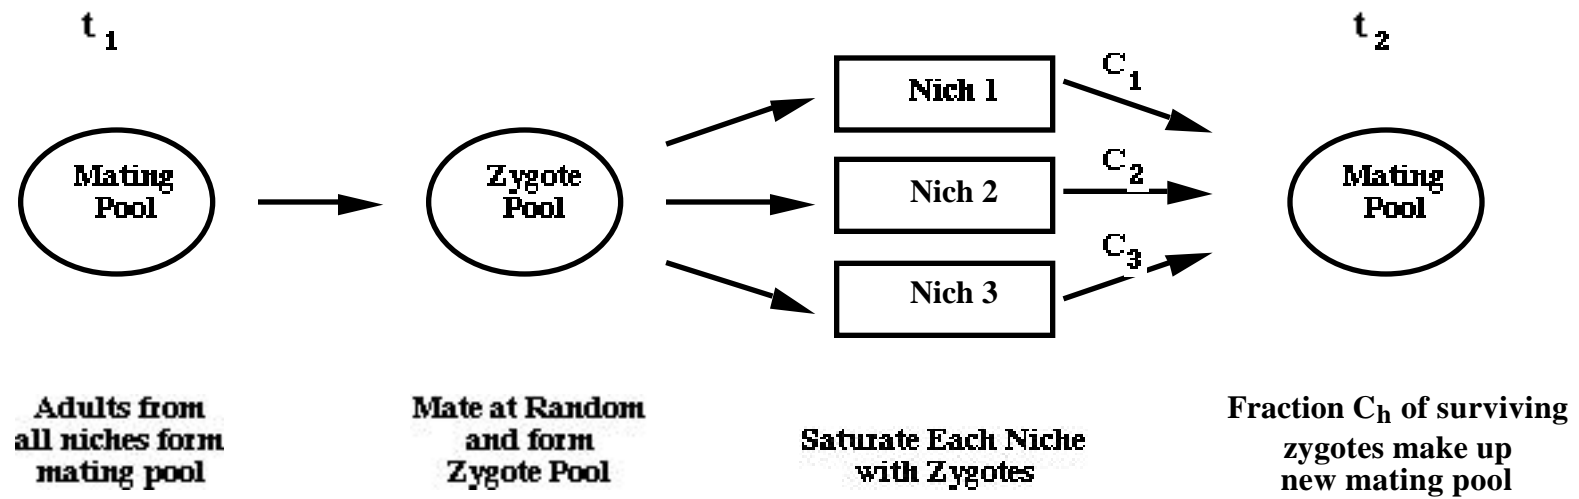 t1
t2
Mating
Pool
Zygote
Pool
Nich 1
Nich 2
Nich 3
C1
C2
C3
Mating
Pool
Adults from
all niches form
mating pool
Mate at Random
and form
Zygote Pool
Saturate Each Niche
with Zygotes
Fraction Ch of surviving
zygotes make up
new mating pool